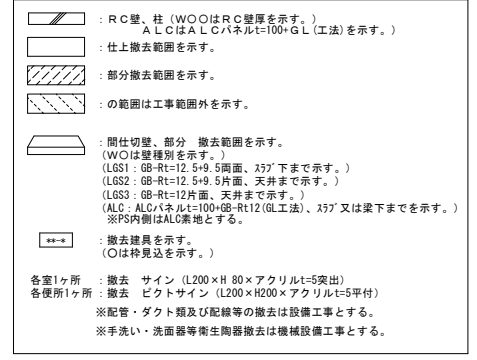 ：ＲＣ壁、柱（Ｗ〇〇はＲＣ壁厚を示す。）
ＡＬＣはＡＬＣパネルt=100+ＧＬ(工法)を示す。）
：仕上撤去範囲を示す。
：部分撤去範囲を示す。
：の範囲は工事範囲外を示す。
：間仕切壁、部分 撤去範囲を示す。
（Ｗ〇は壁種別を示す。）
(LGS1：GB-Rt=12.5+9.5両面、ｽﾗﾌﾞ下まで示す。）
(LGS2：GB-Rt=12.5+9.5片面、天井まで示す。）
(LGS3：GB-Rt=12片面、天井まで示す。）
(ALC：ALCパネルt=100+GB-Rt12(GL工法)、ｽﾗﾌﾞ又は梁下までを示す。）
※PS内側はALC素地とする。
**-* ：撤去建具を示す。
（〇は枠見込を示す。）
各室1ヶ所：撤去 サイン（L200×H 80×アクリルt=5突出）
各便所1ヶ所：撤去 ピクトサイン（L200×H200×アクリルt=5平付）
※配管・ダクト類及び配線等の撤去は設備工事とする。
※手洗い・洗面器等衛生陶器撤去は機械設備工事とする。